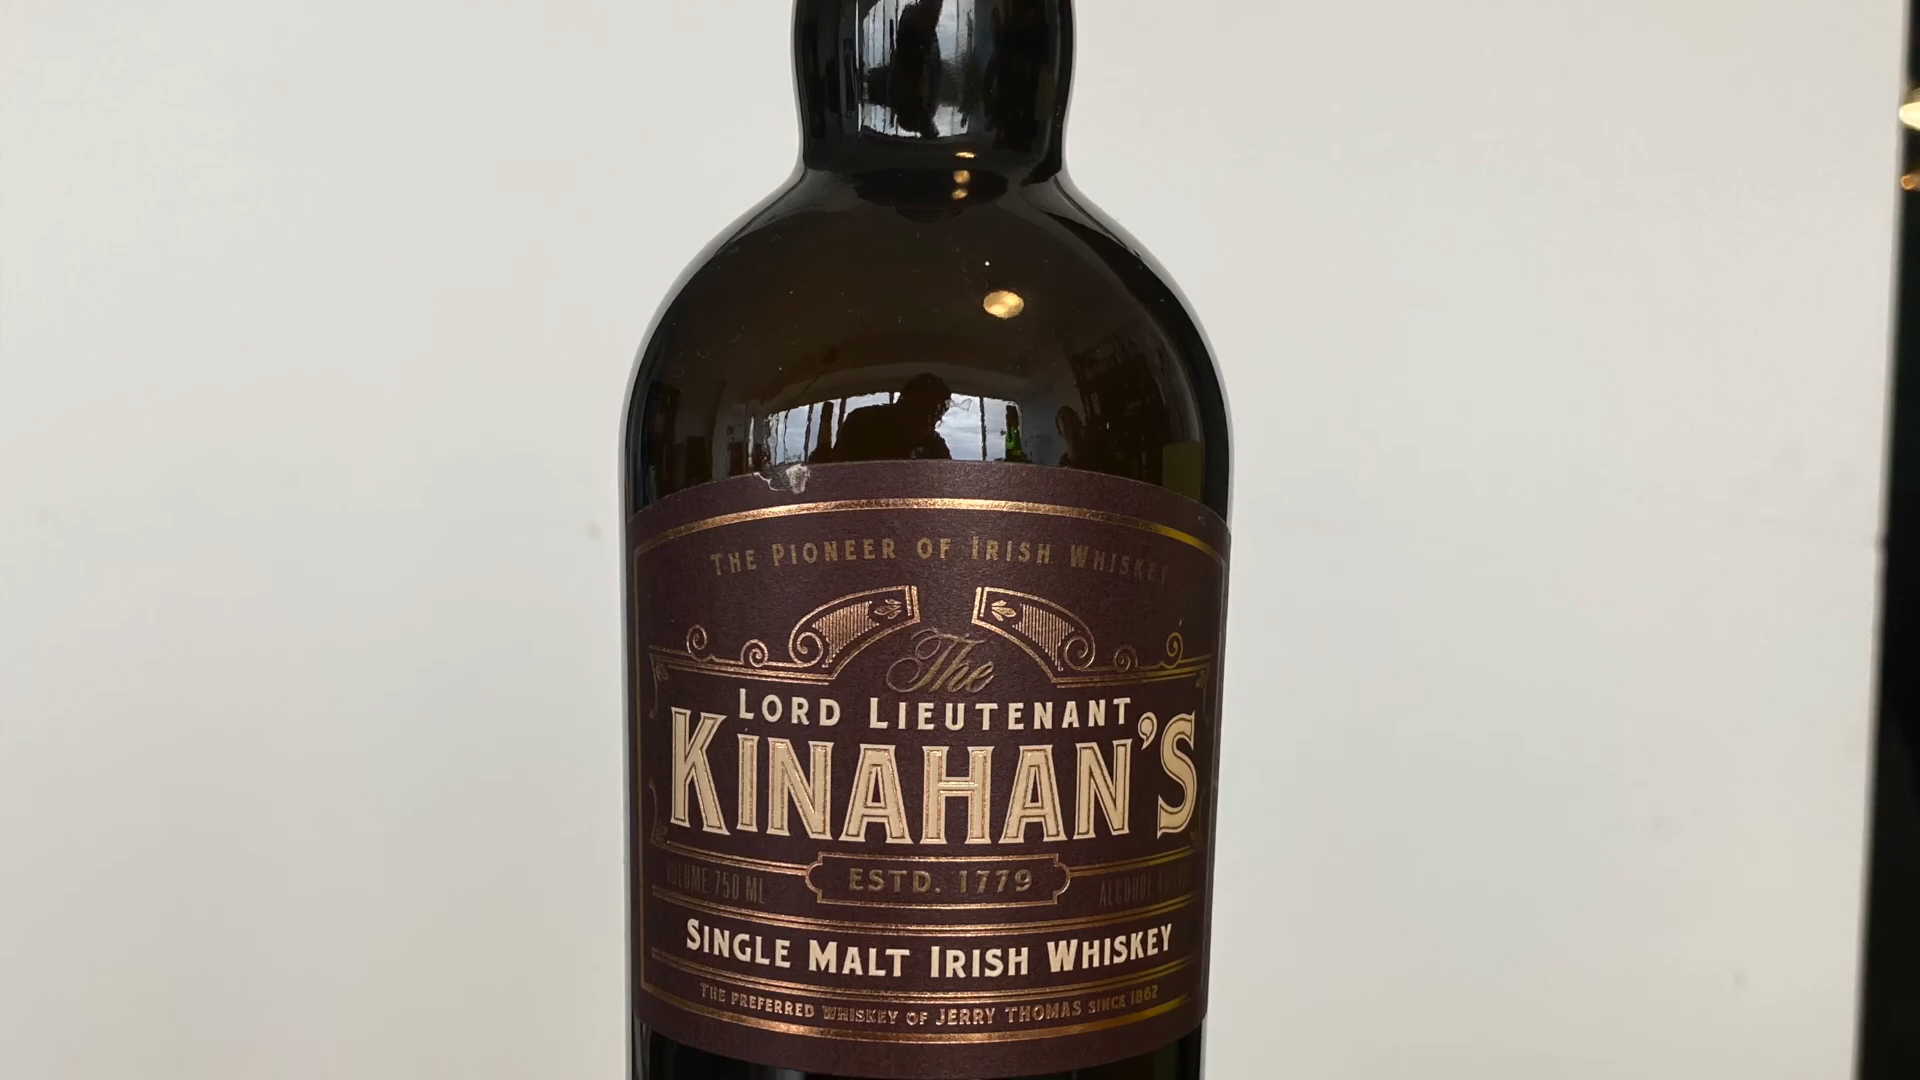 THE PIONEER OF IRISH WHISKEY
The
LORD LIEUTENANT
KINAHAN'S
VOLUME 750 ML
ESTD. 1779
ALCOHOL
SINGLE MALT IRISH WHISKEY
THE PREFERRED WHISKEY OF JERRY THOMAS SINCE 1862